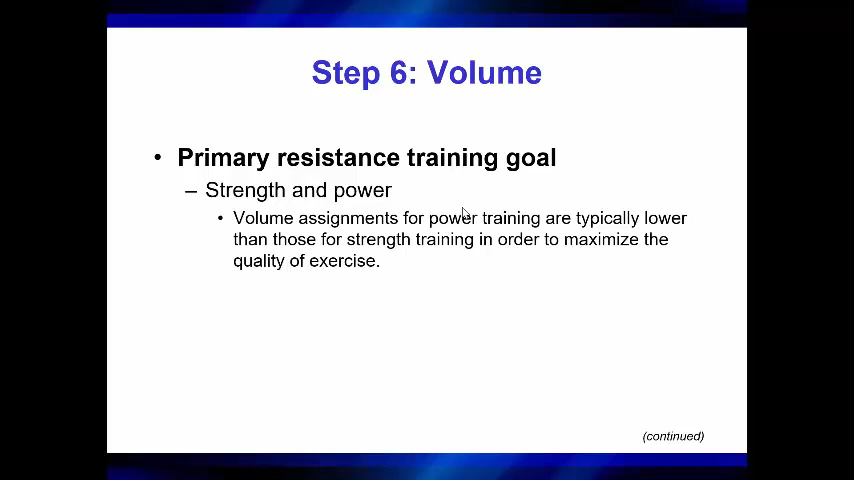 Step 6: Volume
• Primary resistance training goal
– Strength and power
• Volume assignments for power training are typically lower
than those for strength training in order to maximize the
quality of exercise.
(continued)